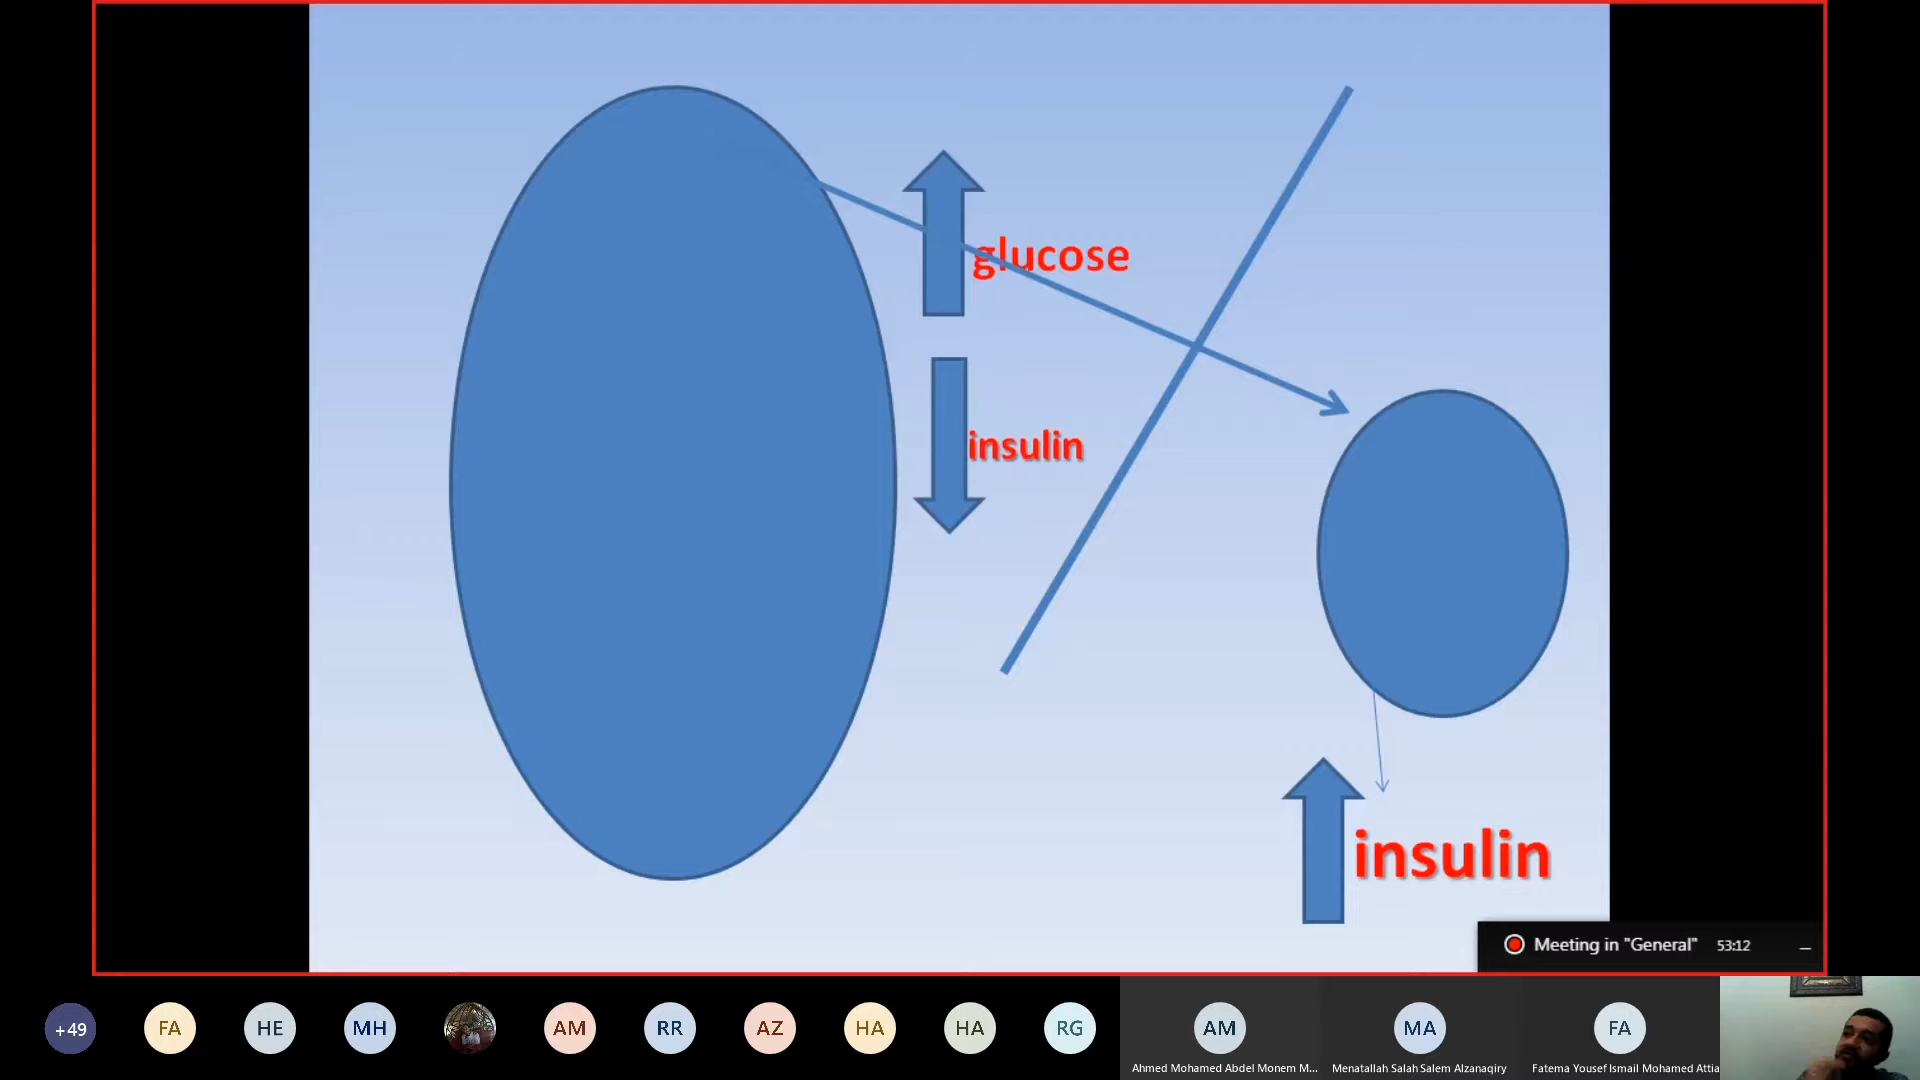 glucose
insulin
insulin
Meeting in "General" 53:12
+49
FA
HE
MH
AM
RR
AZ
HA
HA
RG
AM
MA
FA
Ahmed Mohamed Abdel Monem M...
Menatallah Salah Salem Alzanaqiry
Fatema Yousef Ismail Mohamed Attia